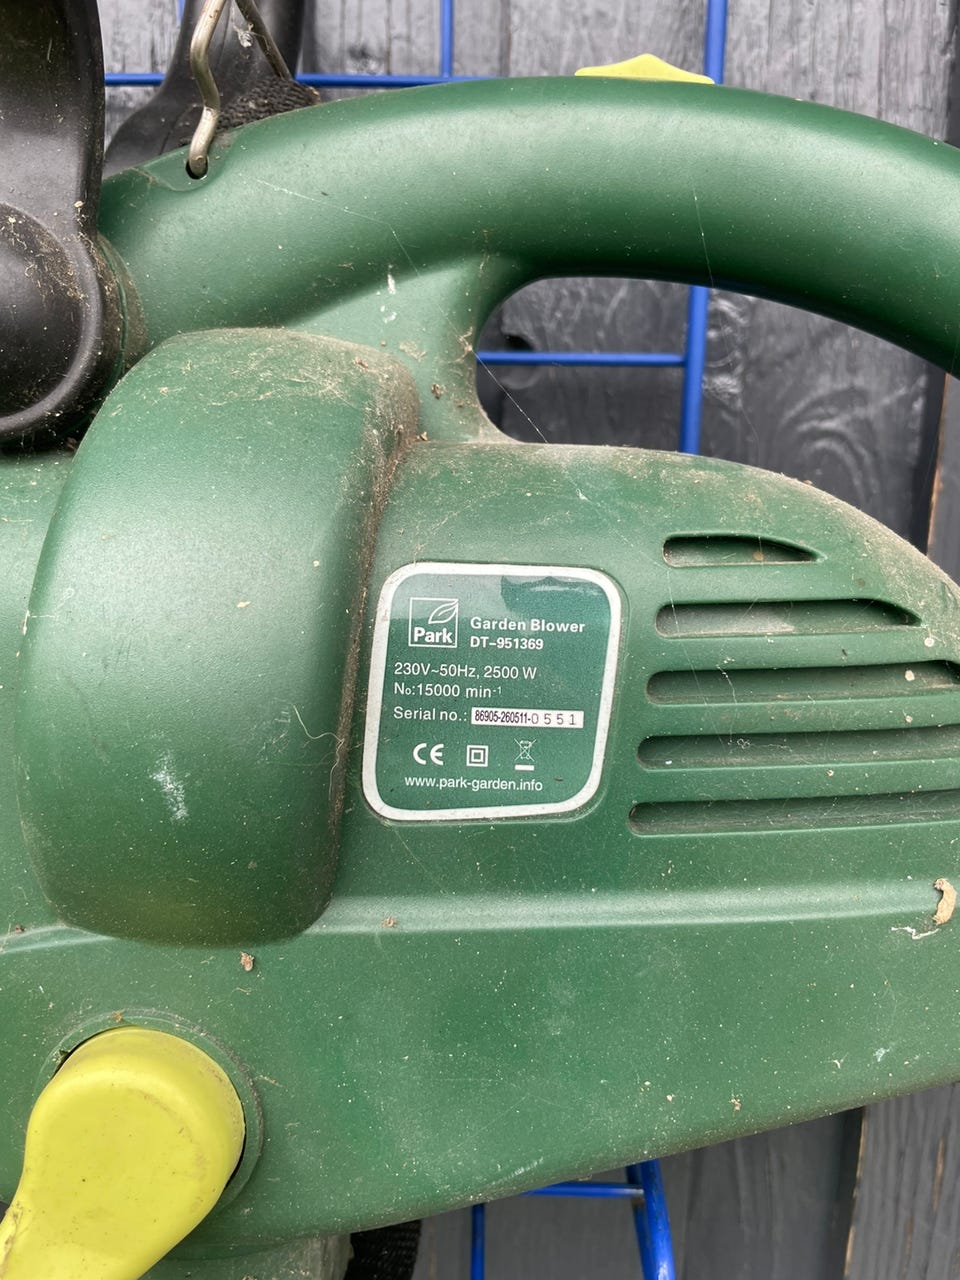 Park
Garden Blower
DT-951369
230V~50Hz, 2500 W
No:15000 min-1
Serial no.: 86905-260511-0551
CE
www.park-garden.info